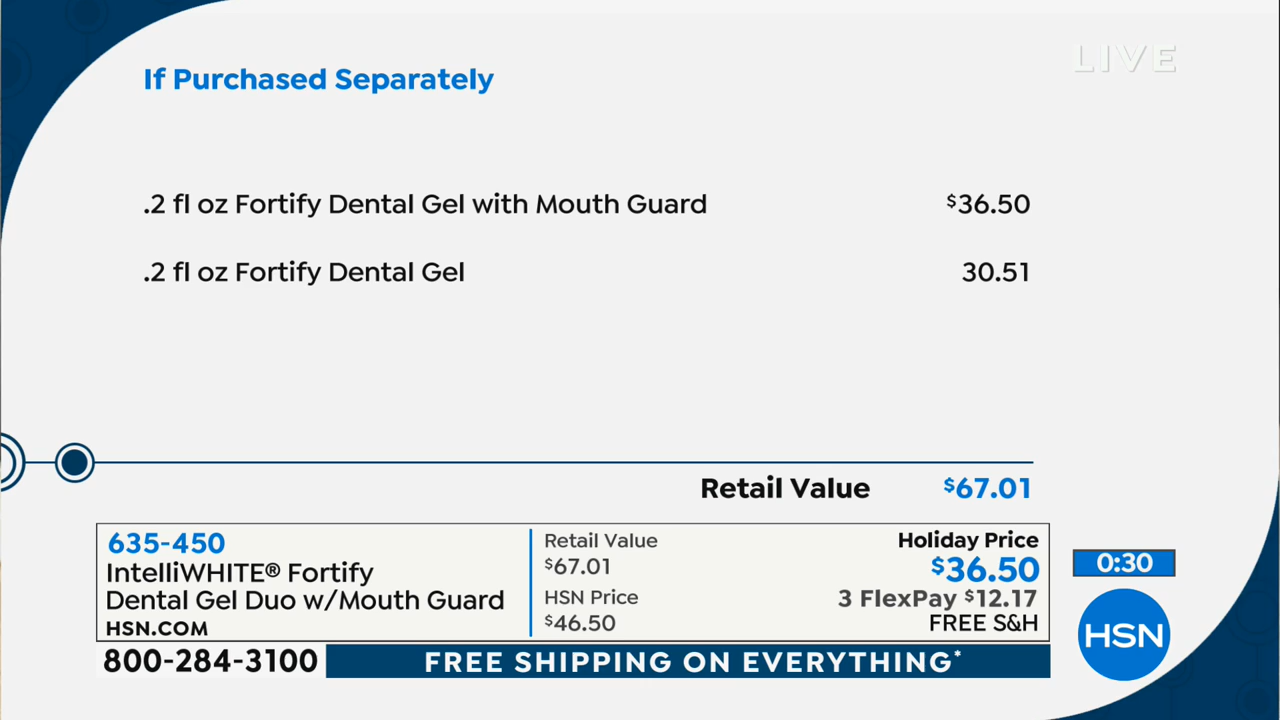 LIVE
If Purchased Separately
.2 fl oz Fortify Dental Gel with Mouth Guard $36.50
.2 fl oz Fortify Dental Gel 30.51
Retail Value $67.01
635-450
IntelliWHITE® Fortify
Dental Gel Duo w/Mouth Guard
HSN.COM
Retail Value
$67.01
HSN Price
$46.50
Holiday Price
$36.50
3 FlexPay $12.17
FREE S&H
0:30
HSN
800-284-3100 FREE SHIPPING ON EVERYTHING*